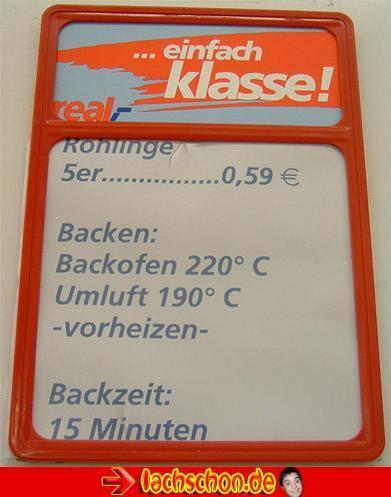 ... einfach
klasse!
real,-
Rohlinge
5er.................0,59 €
Backen:
Backofen 220° C
Umluft 190° C
-vorheizen-
Backzeit:
15 Minuten
lachschon.de